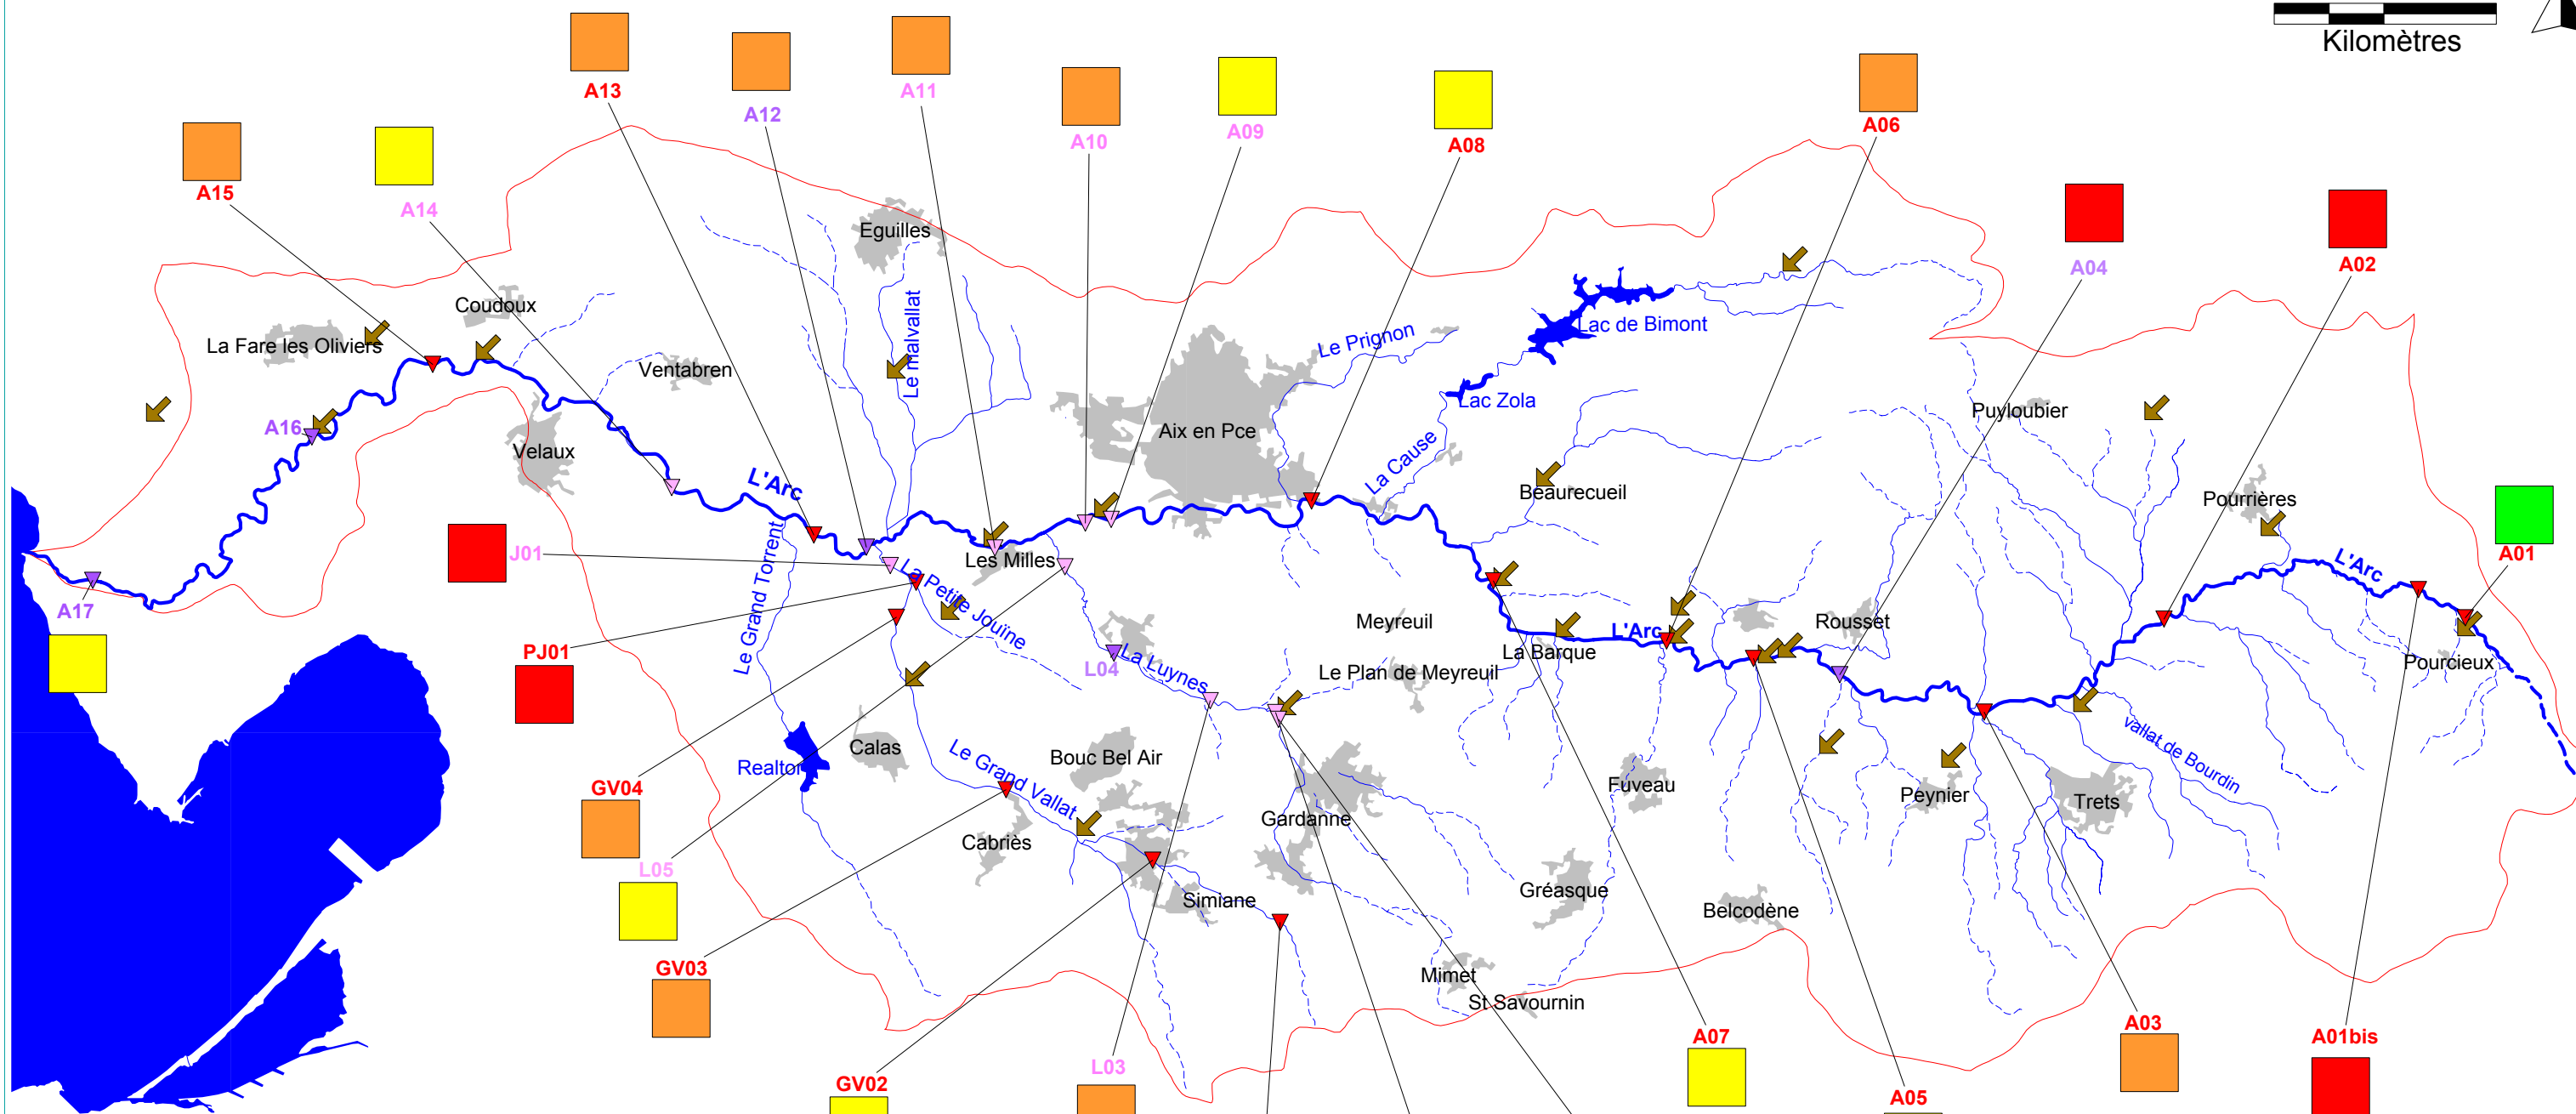 Kilomètres
A13
A12
A11
A10
A09
A08
A06
A15
A14
A04
A02
Eguilles
Coudoux
Le malvallat
La Fare les Oliviers
Ventabren
Le Prignon
Lac de Bimont
Lac Zola
Puyloubier
A16
Velaux
Aix en Pce
La Cause
L'Arc
Beaurecueil
Pourrières
J01
Les Milles
L'Arc
A01
La Petite Jouïne
Le Grand Torrent
A17
Meyreuil
L'Arc
Rousset
PJ01
La Barque
Pourcieux
L04
La Luynes
Le Plan de Meyreuil
vallat de Bourdin
Calas
Le Grand Vallat
Bouc Bel Air
Realtor
GV04
Fuveau
Peynier
Trets
Gardanne
Cabriès
L05
Simiane
Gréasque
Belcodène
GV03
Mimet
St Savournin
A07
A03
A01bis
L03
GV02
A05